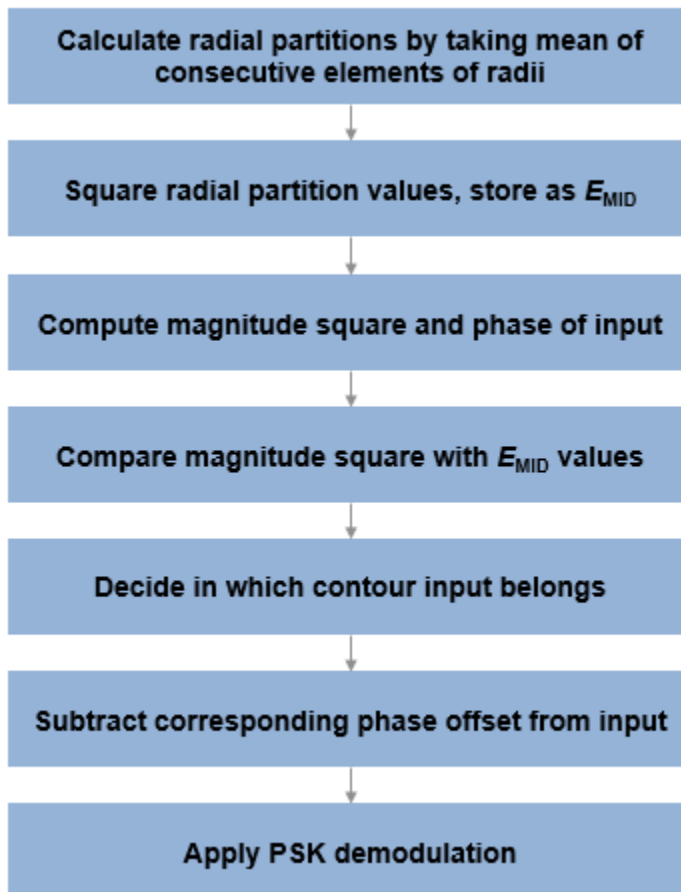 Calculate radial partitions by taking mean of
consecutive elements of radii
Square radial partition values, store as E_MID
Compute magnitude square and phase of input
Compare magnitude square with E_MID values
Decide in which contour input belongs
Subtract corresponding phase offset from input
Apply PSK demodulation